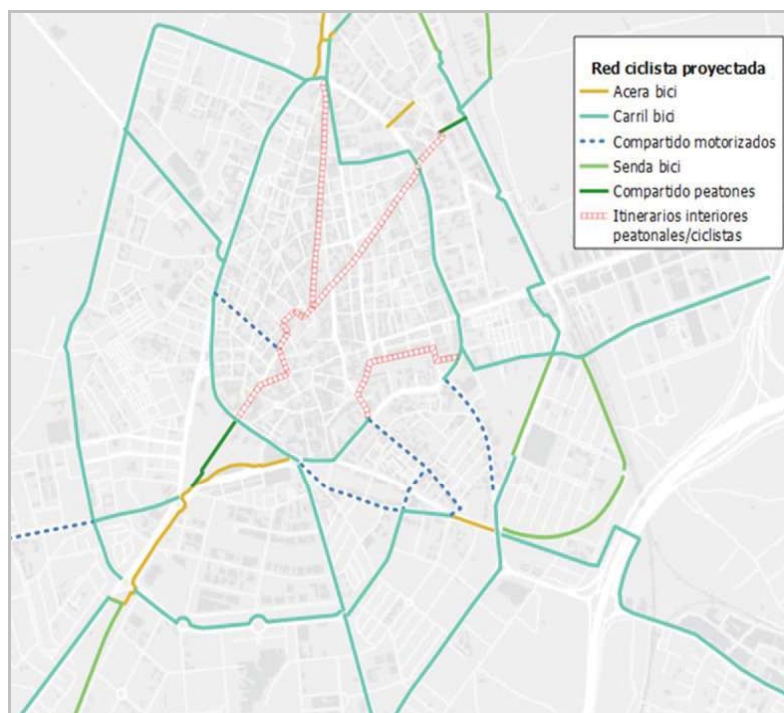 Red ciclista proyectada
Acera bici
Carril bici
Compartido motorizados
Senda bici
Compartido peatones
Itinerarios interiores
peatonales/ciclistas